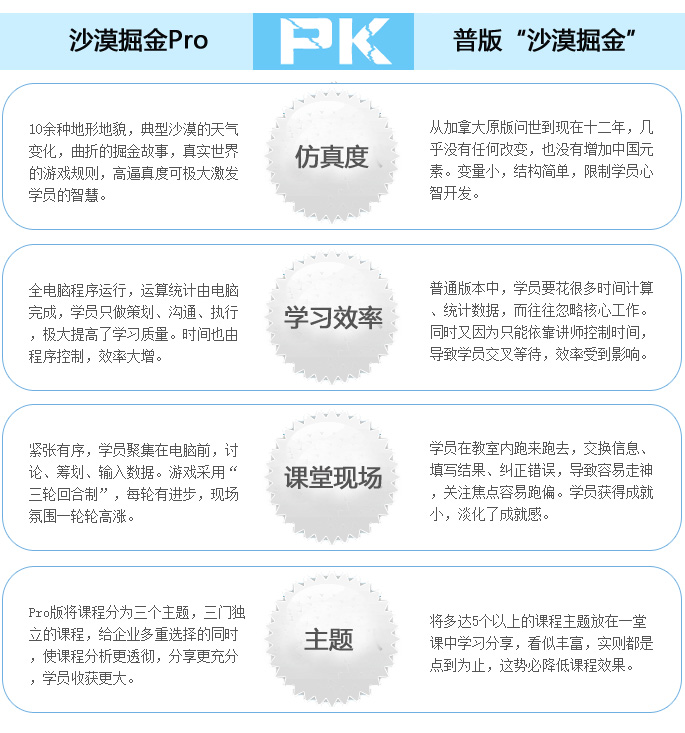 沙漠掘金Pro
PK
普版“沙漠掘金”
10余种地形地貌，典型沙漠的天气
变化，曲折的掘金故事，真实世界
的游戏规则，高逼真度可极大激发
学员的智慧。
仿真度
从加拿大原版问世到现在十二年，几
乎没有任何改变，也没有增加中国元
素。变量小，结构简单，限制学员心
智开发。
全电脑程序运行，运算统计由电脑
完成，学员只做策划、沟通、执行
，极大提高了学习质量。时间也由
程序控制，效率大增。
学习效率
普通版本中，学员要花很多时间计算
、统计数据，而往往忽略核心工作。
同时又因为只能依靠讲师控制时间，
导致学员交叉等待，效率受到影响。
紧张有序，学员聚集在电脑前，讨
论、筹划、输入数据。游戏采用“
三轮回合制”，每轮有进步，现场
氛围一轮轮高涨。
课堂现场
学员在教室内跑来跑去，交换信息、
填写结果、纠正错误，导致容易走神
，关注焦点容易跑偏。学员获得成就
小，淡化了成就感。
Pro版将课程分为三个主题，三门独
立的课程，给企业多重选择的同时
，使课程分析更透彻，分享更充分
，学员收获更大。
主题
将多达5个以上的课程主题放在一堂
课中学习分享，看似丰富，实则都是
点到为止，这势必降低课程效果。